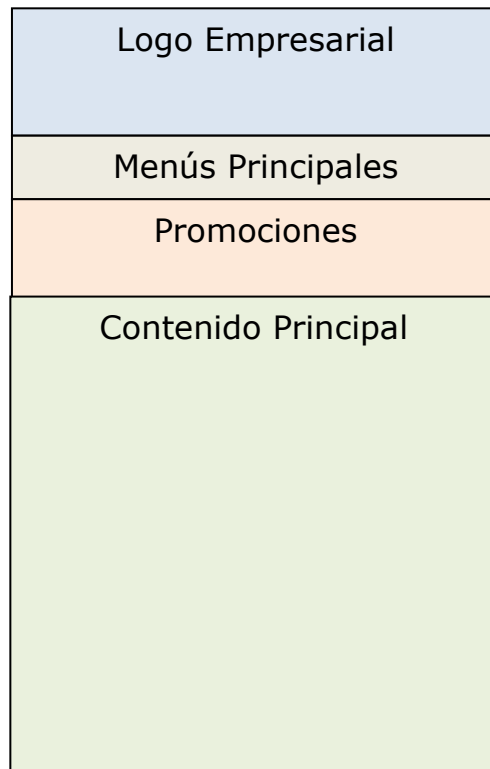 Logo Empresarial
Menús Principales
Promociones
Contenido Principal